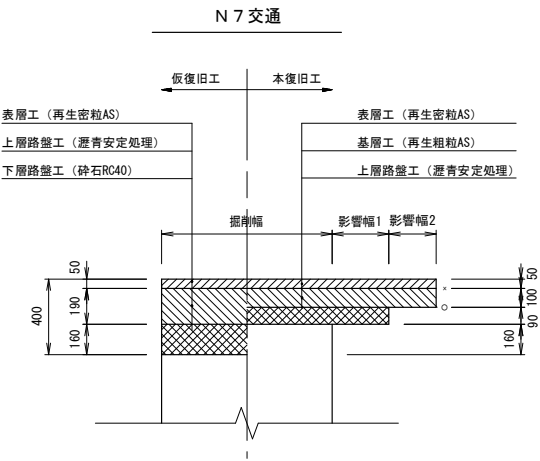 N7交通
仮復旧工
本復旧工
表層工（再生密粒AS）
上層路盤工（瀝青安定処理）
下層路盤工（砕石RC40）
表層工（再生密粒AS）
基層工（再生粗粒AS）
上層路盤工（瀝青安定処理）
掘削幅
影響幅1
影響幅2
400
50
190
160
50
100
90
160